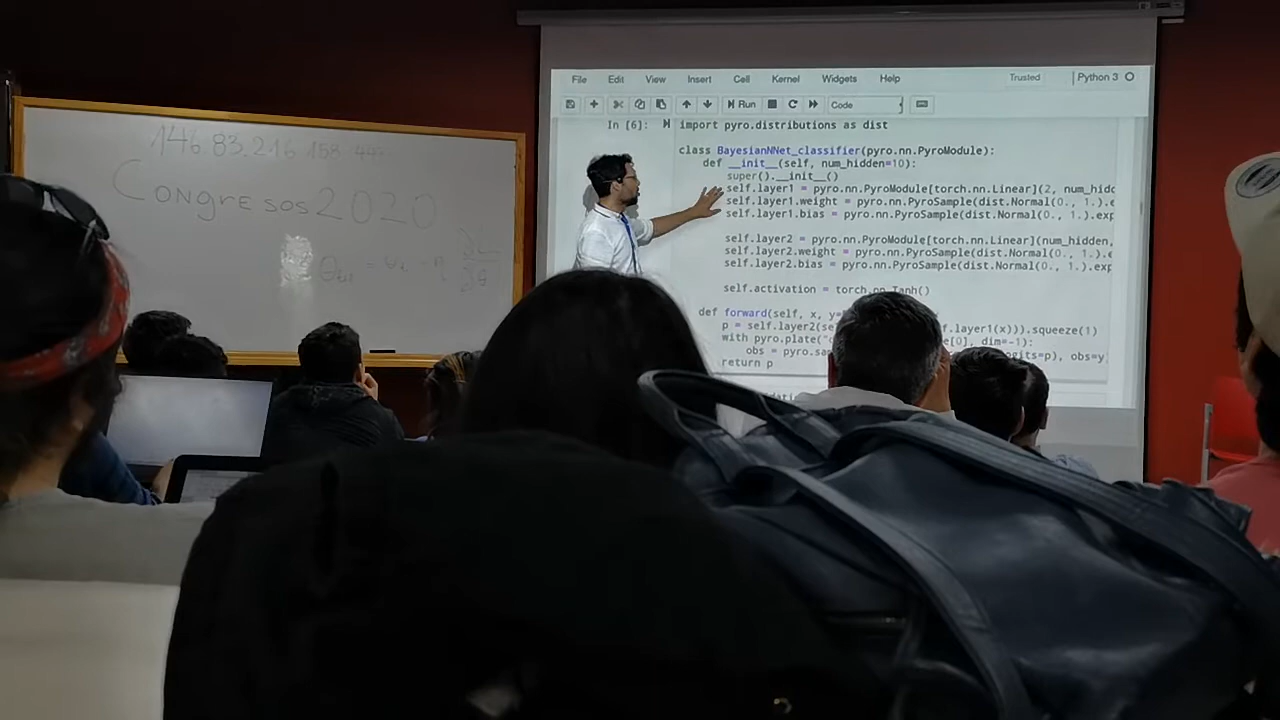 146.83.216.158:44
Congresos 2020
File Edit View Insert Cell Kernel Widgets Help Trusted Python 3
Run Code
In [6]: import pyro.distributions as dist
class BayesianNNet_classifier(pyro.nn.PyroModule):
def __init__(self, num_hidden=10):
super().__init__()
self.layer1 = pyro.nn.PyroModule[torch.nn.Linear](2, num_hidd
self.layer1.weight = pyro.nn.PyroSample(dist.Normal(0., 1.).e
self.layer1.bias = pyro.nn.PyroSample(dist.Normal(0., 1.).exp
self.layer2 = pyro.nn.PyroModule[torch.nn.Linear](num_hidden,
self.layer2.weight = pyro.nn.PyroSample(dist.Normal(0., 1.).e
self.layer2.bias = pyro.nn.PyroSample(dist.Normal(0., 1.).exp
self.activation = torch.nn.Tanh()
def forward(self, x, y=
p = self.layer2(se f.layer1(x))).squeeze(1)
with pyro.plate(" e[0], dim=-1):
obs = pyro.sa ogits=p), obs=y
return p